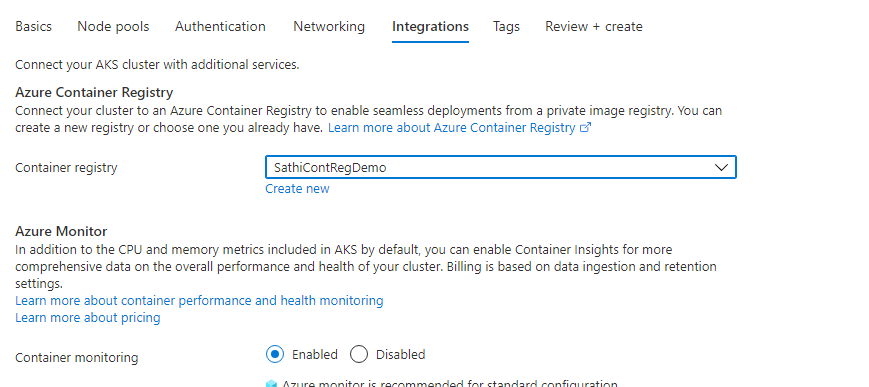 Basics Node pools Authentication Networking Integrations Tags Review + create
Connect your AKS cluster with additional services.
Azure Container Registry
Connect your cluster to an Azure Container Registry to enable seamless deployments from a private image registry. You can
create a new registry or choose one you already have. Learn more about Azure Container Registry
Container registry SathiContRegDemo
Create new
Azure Monitor
In addition to the CPU and memory metrics included in AKS by default, you can enable Container Insights for more
comprehensive data on the overall performance and health of your cluster. Billing is based on data ingestion and retention
settings.
Learn more about container performance and health monitoring
Learn more about pricing
Container monitoring Enabled Disabled
Azure monitor is recommended for standard configuration